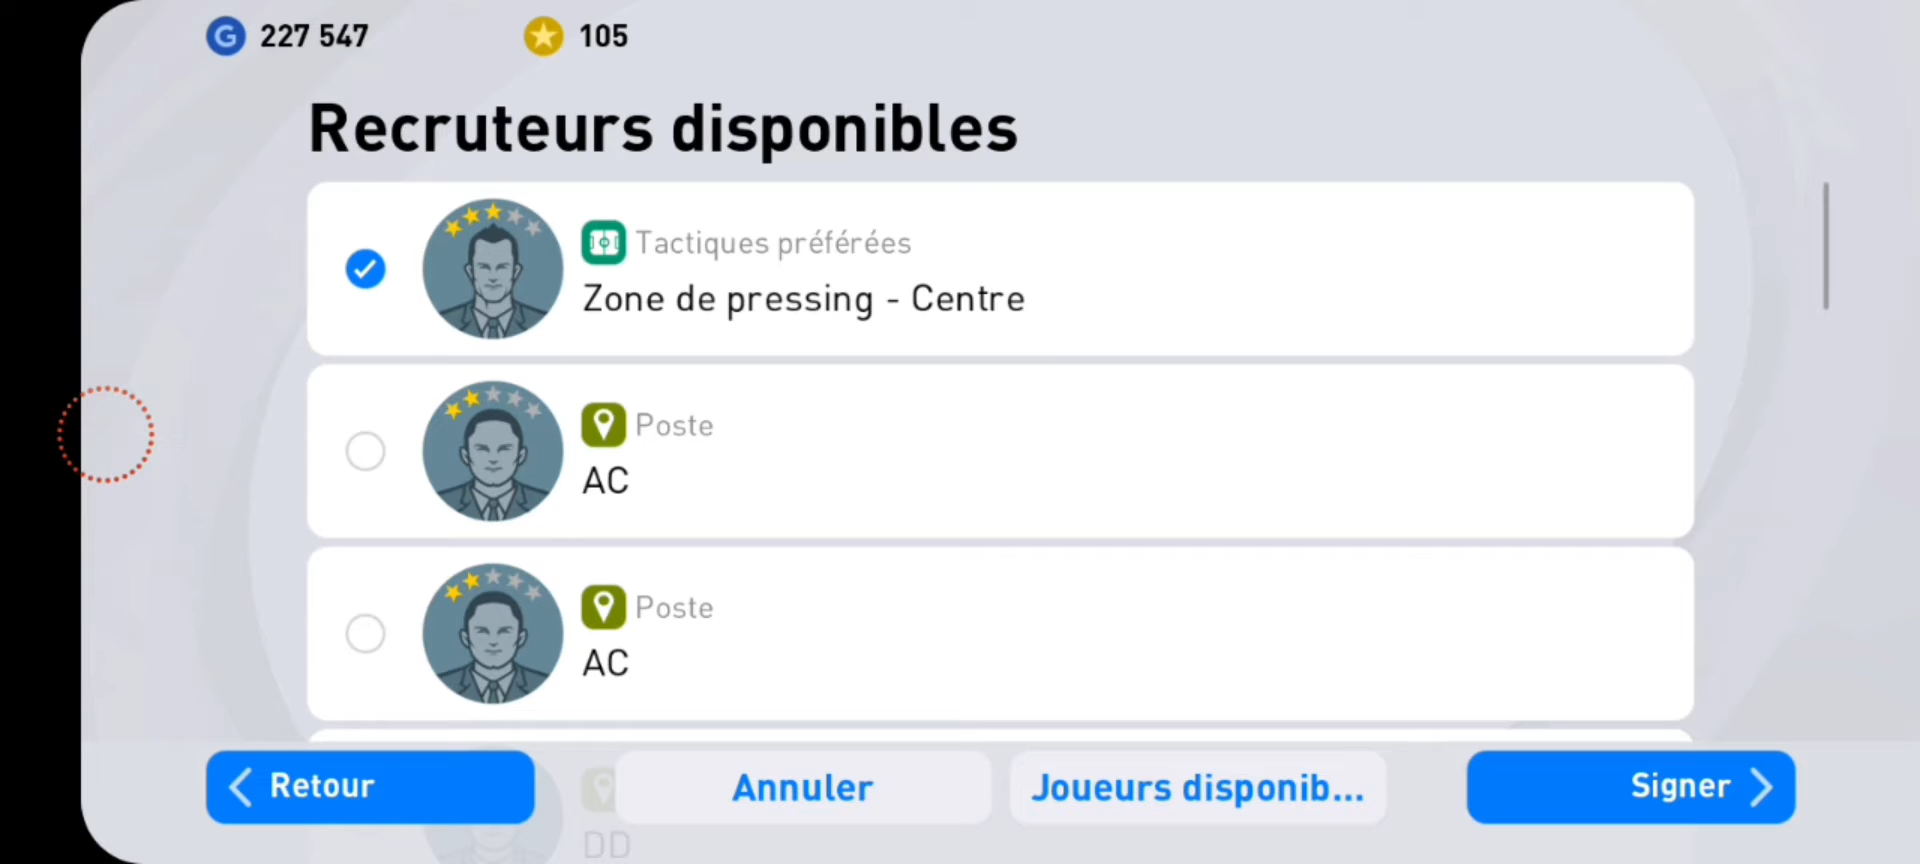 G 227 547
105
Recruteurs disponibles
Tactiques préférées
Zone de pressing - Centre
Poste
AC
Poste
AC
Retour
Annuler
Joueurs disponib...
Signer
DD